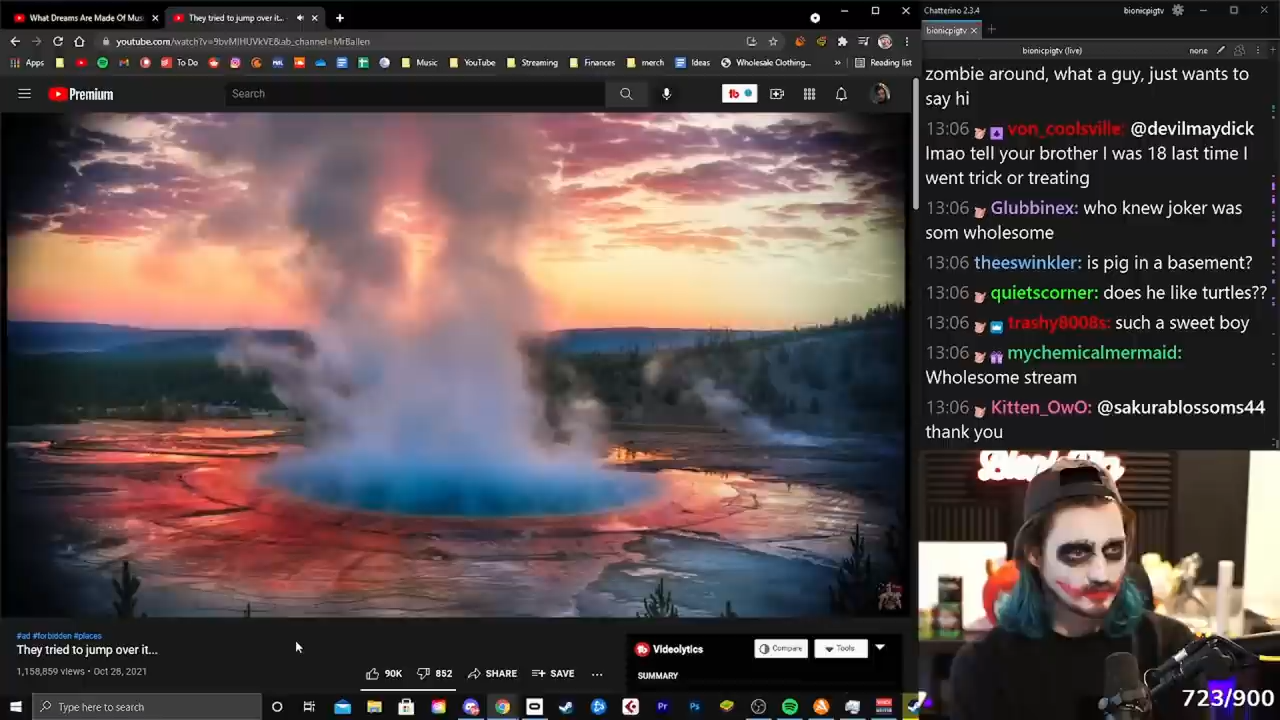 What Dreams Are Made Of Mus
They tried to jump over it...
Chatterino 2.3.4
bionicpigtv
bionicpigtv
youtube.com/watch?v=9bvMlHUVkVE&ab_channel=MrBallen
bionicpigtv (live)
none
Apps
To Do
Music
YouTube
Streaming
Finances
merch
Ideas
Wholesale Clothing...
»
Reading list
Premium
Search
zombie around, what a guy, just wants to
say hi
13:06 von_coolsville: @devilmaydick
lmao tell your brother I was 18 last time I
went trick or treating
13:06 Glubbinex: who knew joker was
som wholesome
13:06 theeswinkler: is pig in a basement?
13:06 quietscorner: does he like turtles??
13:06 trashy8008s: such a sweet boy
13:06 mychemicalmermaid:
Wholesome stream
13:06 Kitten_OwO: @sakurablossoms44
thank you
#ad #forbidden #places
They tried to jump over it...
1,158,859 views • Oct 28, 2021
90K
852
SHARE
SAVE
Videolytics
Compare
Tools
SUMMARY
Type here to search
723/900